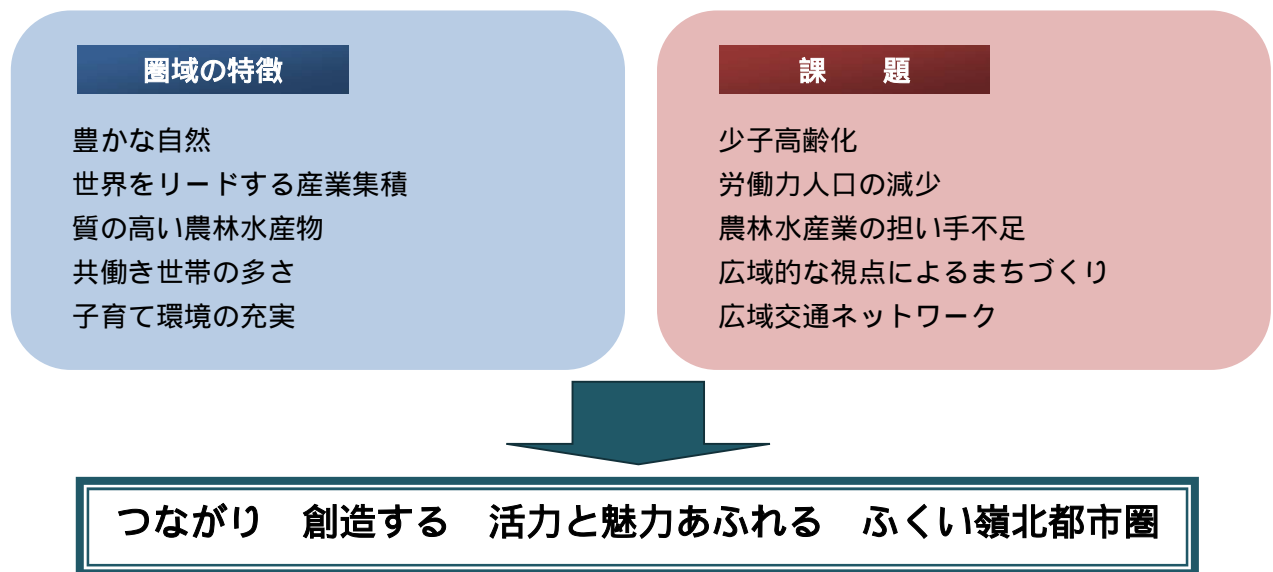 圏域の特徴
豊かな自然
世界をリードする産業集積
質の高い農林水産物
共働き世帯の多さ
子育て環境の充実
課　題
少子高齢化
労働力人口の減少
農林水産業の担い手不足
広域的な視点によるまちづくり
広域交通ネットワーク
つながり　創造する　活力と魅力あふれる　ふくい嶺北都市圏